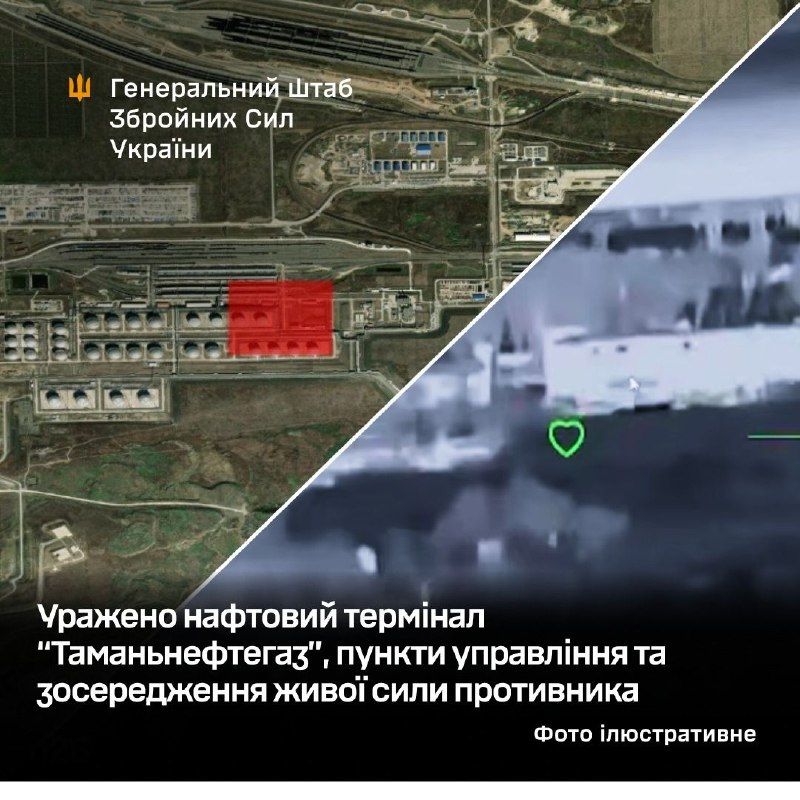 Генеральний штаб
Збройних Сил
України
Уражено нафтовий термінал
“Таманьнефтегаз”, пункти управління та
зосередження живої сили противника
Фото ілюстративне